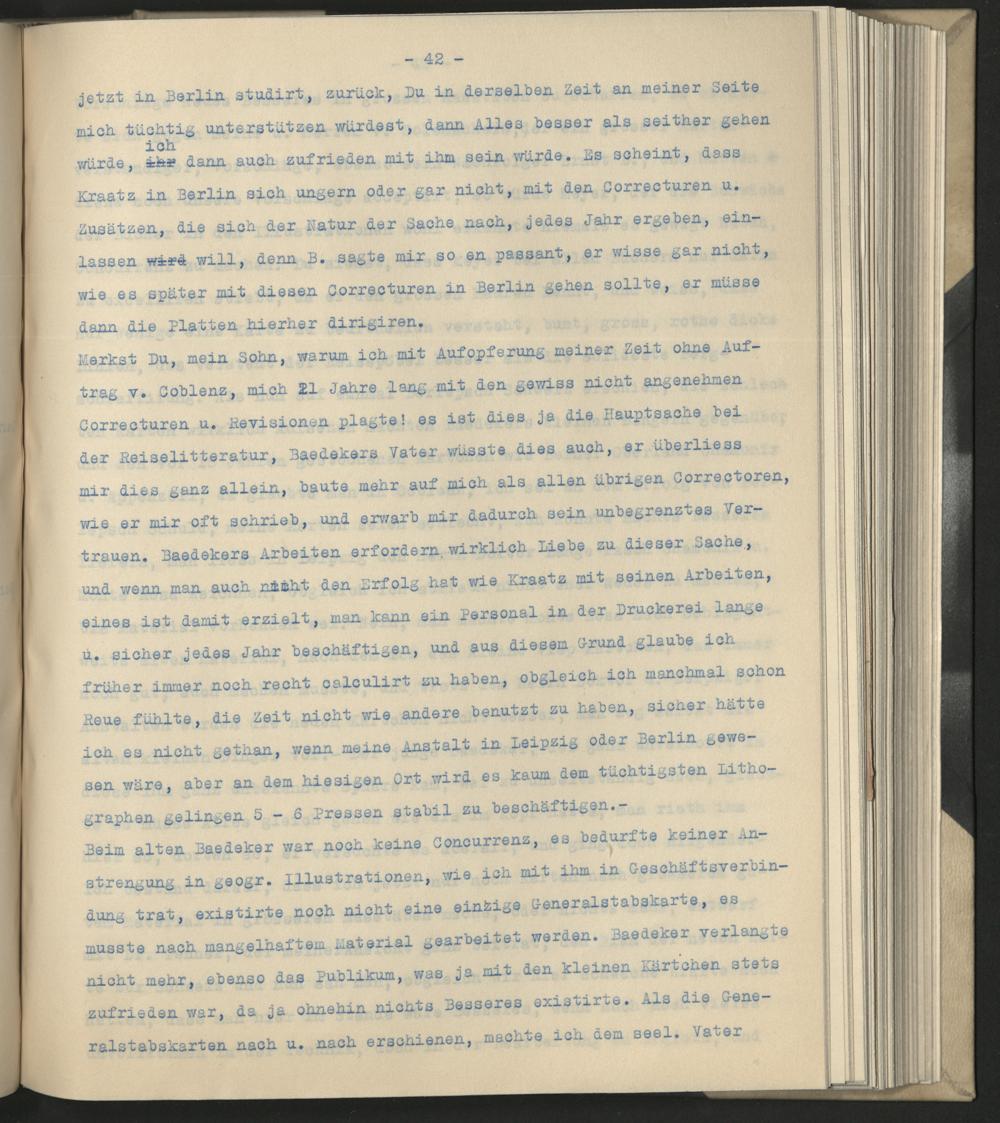 - 42 -
jetzt in Berlin studirt, zurück, Du in derselben Zeit an meiner Seite
mich tüchtig unterstützen würdest, dann Alles besser als seither gehen
ich
würde, ihr dann auch zufrieden mit ihm sein würde. Es scheint, dass
Kraatz in Berlin sich ungern oder gar nicht, mit den Correcturen u.
Zusätzen, die sich der Natur der Sache nach, jedes Jahr ergeben, ein-
lassen wird will, denn B. sagte mir so en passant, er wisse gar nicht,
wie es später mit diesen Correcturen in Berlin gehen sollte, er müsse
dann die Platten hierher dirigiren.
Merkst Du, mein Sohn, warum ich mit Aufopferung meiner Zeit ohne Auf-
trag v. Coblenz, mich 21 Jahre lang mit den gewiss nicht angenehmen
Correcturen u. Revisionen plagte! es ist dies ja die Hauptsache bei
der Reiselitteratur, Baedekers Vater wüsste dies auch, er überliess
mir dies ganz allein, baute mehr auf mich als allen übrigen Correctoren,
wie er mir oft schrieb, und erwarb mir dadurch sein unbegrenztes Ver-
trauen. Baedekers Arbeiten erfordern wirklich Liebe zu dieser Sache,
und wenn man auch nicht den Erfolg hat wie Kraatz mit seinen Arbeiten,
eines ist damit erzielt, man kann ein Personal in der Druckerei lange
u. sicher jedes Jahr beschäftigen, und aus diesem Grund glaube ich
früher immer noch recht calculirt zu haben, obgleich ich manchmal schon
Reue fühlte, die Zeit nicht wie andere benutzt zu haben, sicher hätte
ich es nicht gethan, wenn meine Anstalt in Leipzig oder Berlin gewe-
sen wäre, aber an dem hiesigen Ort wird es kaum dem tüchtigsten Litho-
graphen gelingen 5 - 6 Pressen stabil zu beschäftigen.-
Beim alten Baedeker war noch keine Concurrenz, es bedurfte keiner An-
strengung in geogr. Illustrationen, wie ich mit ihm in Geschäftsverbin-
dung trat, existirte noch nicht eine einzige Generalstabskarte, es
musste nach mangelhaftem Material gearbeitet werden. Baedeker verlangte
nicht mehr, ebenso das Publikum, was ja mit den kleinen Kärtchen stets
zufrieden war, da ja ohnehin nichts Besseres existirte. Als die Gene-
ralstabskarten nach u. nach erschienen, machte ich dem seel. Vater